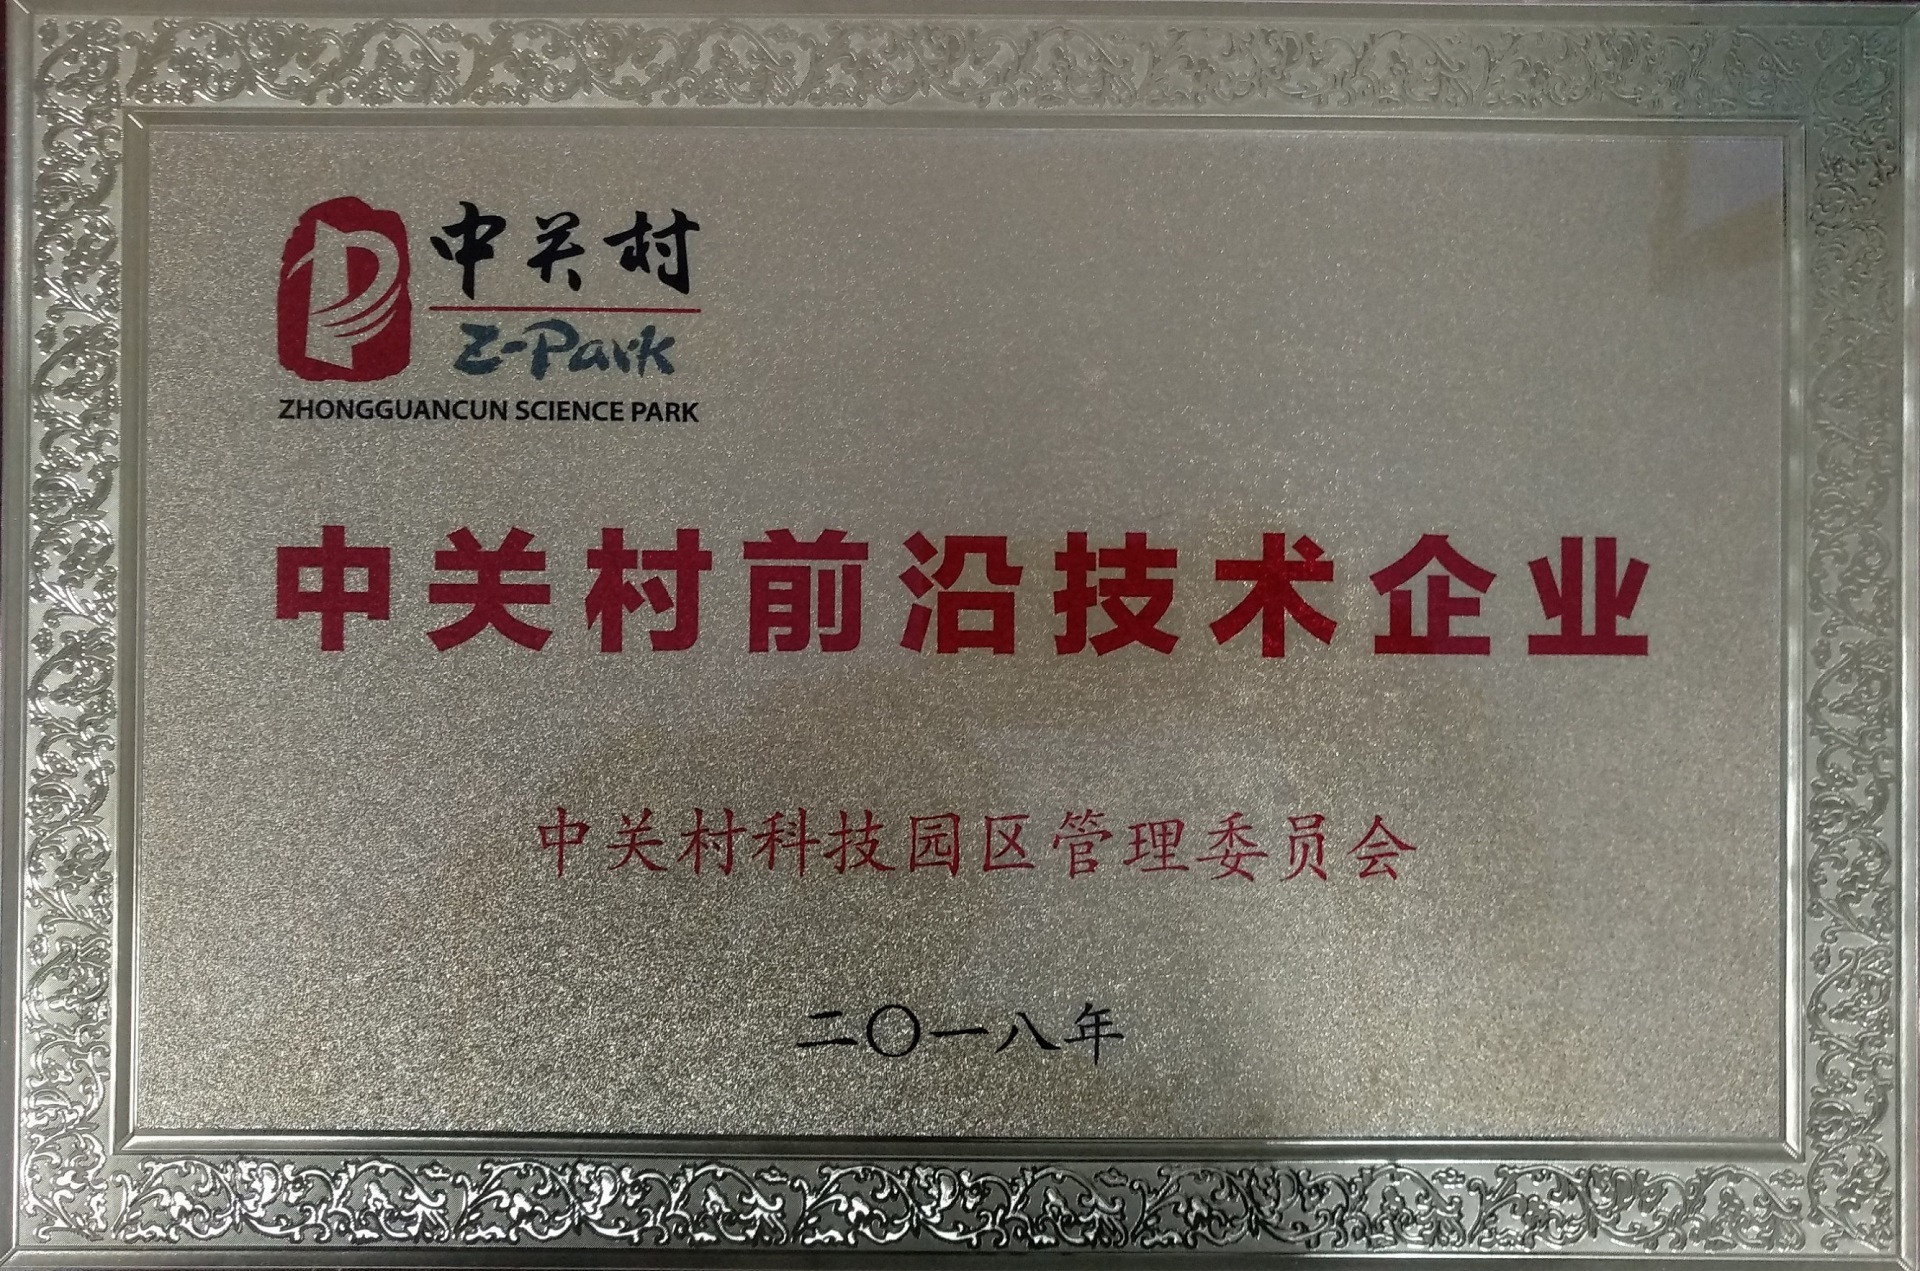 中关村
Z-Park
ZHONGGUANCUN SCIENCE PARK
中关村前沿技术企业
中关村科技园区管理委员会
二〇一八年